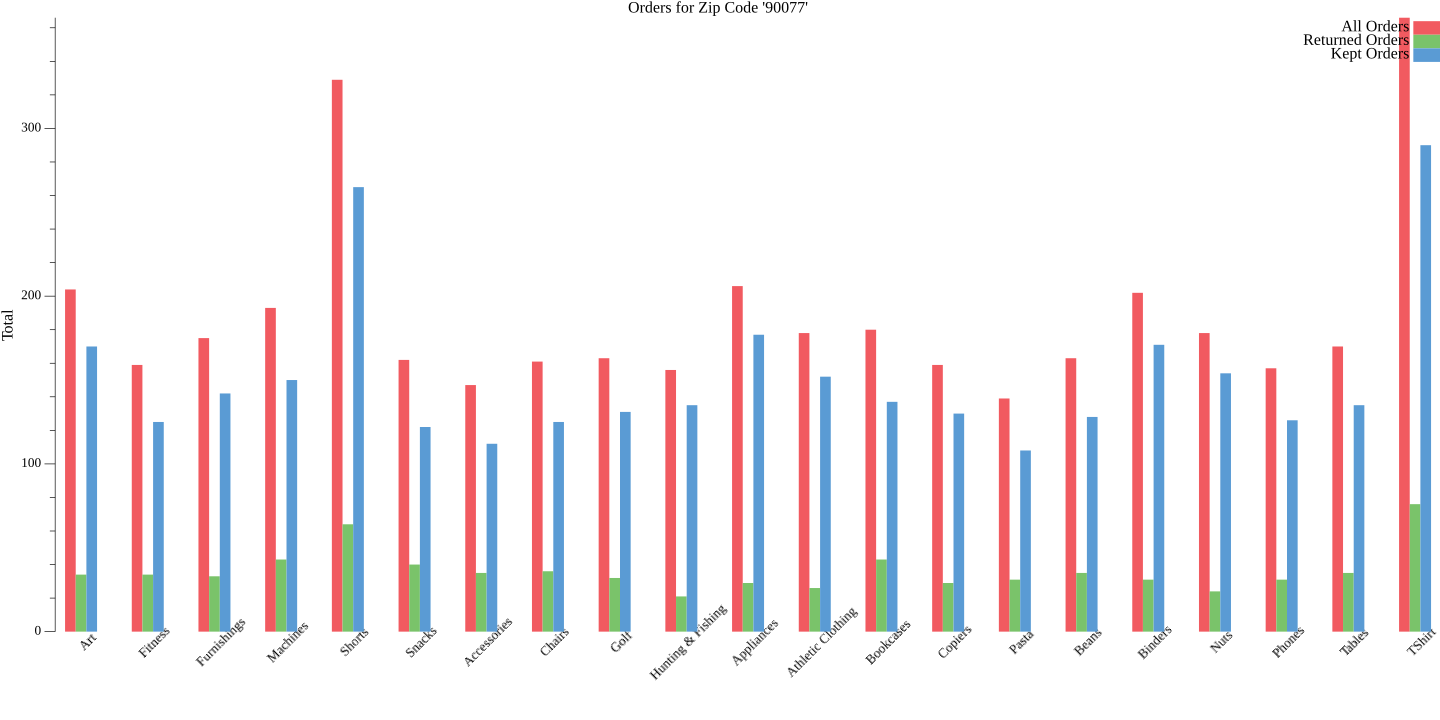 Orders for Zip Code '90077'
All Orders
Returned Orders
Kept Orders
Total
300
200
100
0
Art
Fitness
Furnishings
Machines
Shorts
Snacks
Accessories
Chairs
Golf
Hunting & Fishing
Appliances
Athletic Clothing
Bookcases
Copiers
Pasta
Beans
Binders
Nuts
Phones
Tables
TShirt